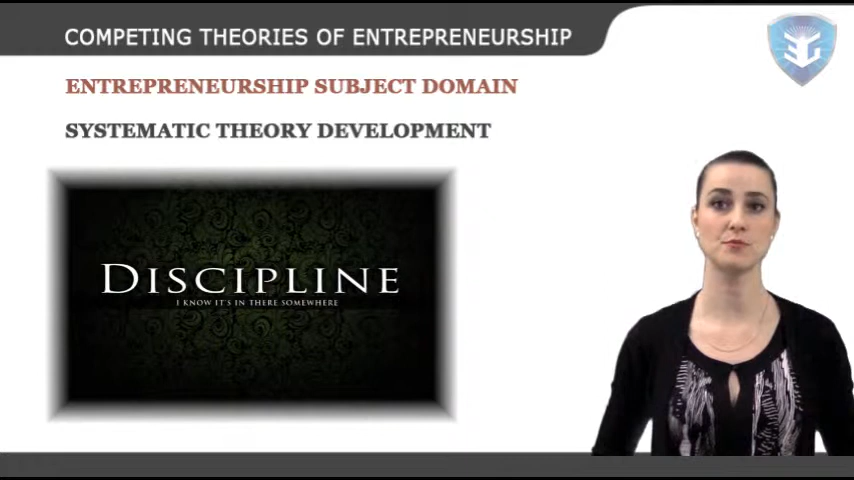 COMPETING THEORIES OF ENTREPRENEURSHIP
ENTREPRENEURSHIP SUBJECT DOMAIN
SYSTEMATIC THEORY DEVELOPMENT
DISCIPLINE
I KNOW IT'S IN THERE SOMEWHERE